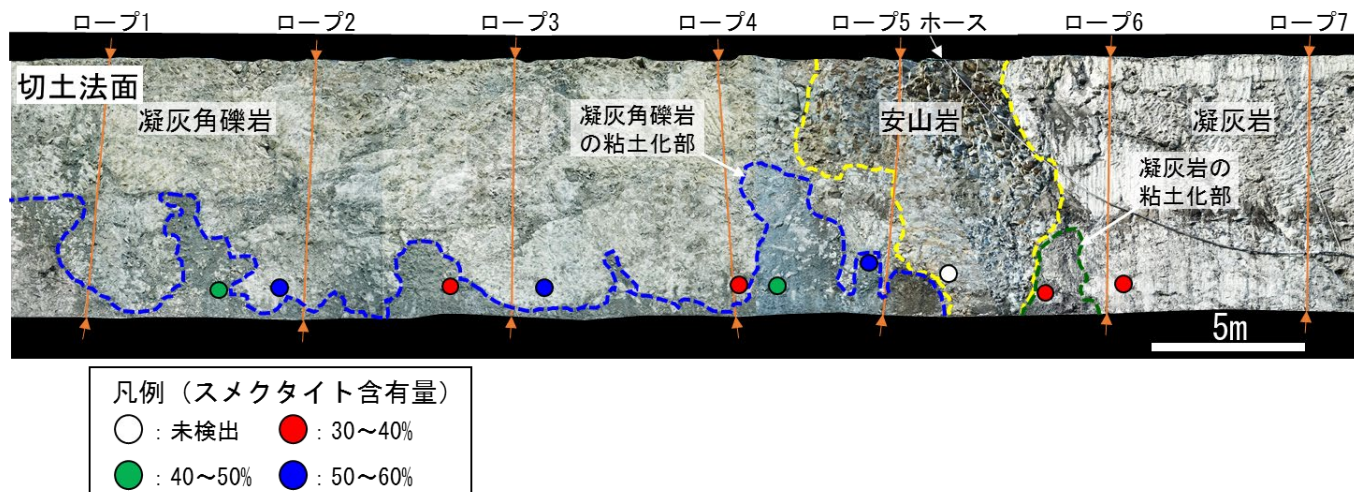 ロープ1 ロープ2 ロープ3 ロープ4 ロープ5 ホース ロープ6 ロープ7
切土法面
凝灰角礫岩
凝灰角礫岩
の粘土化部
安山岩
凝灰岩
凝灰岩の
粘土化部
5m
凡例（スメクタイト含有量）
：未検出 ：30～40%
：40～50% ：50～60%